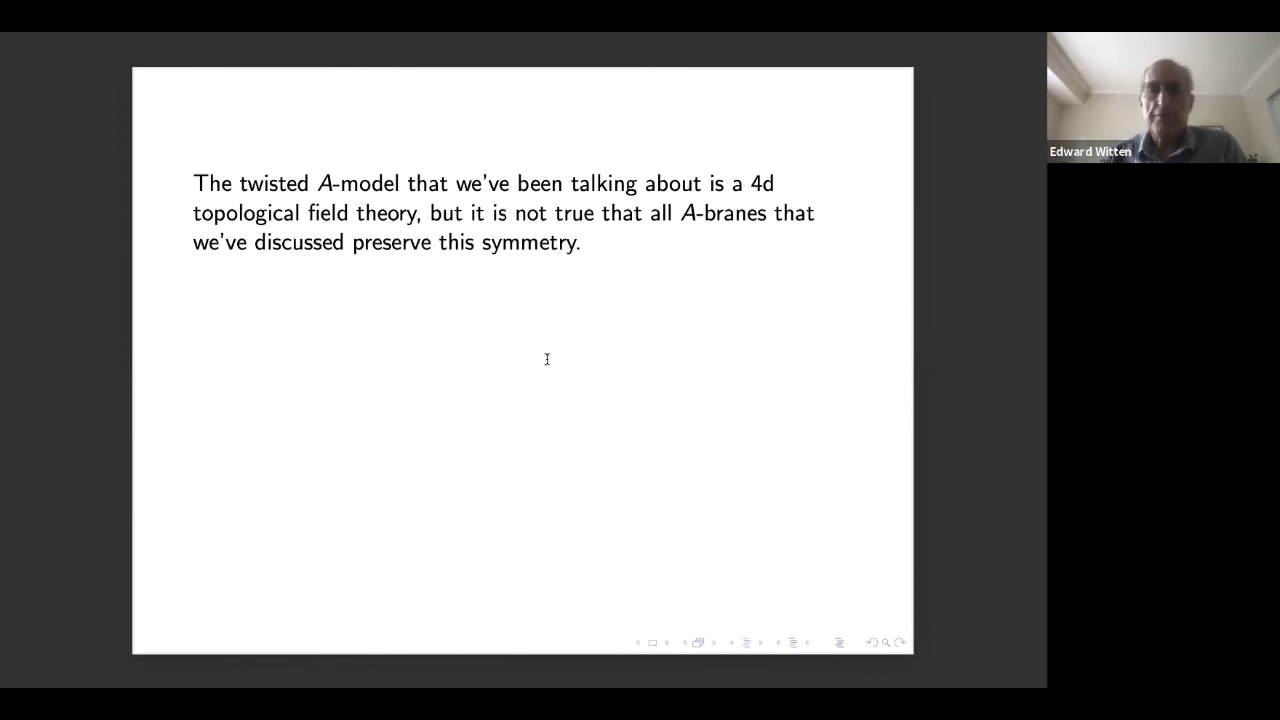 The twisted A-model that we've been talking about is a 4d
topological field theory, but it is not true that all A-branes that
we've discussed preserve this symmetry.
Edward Witten